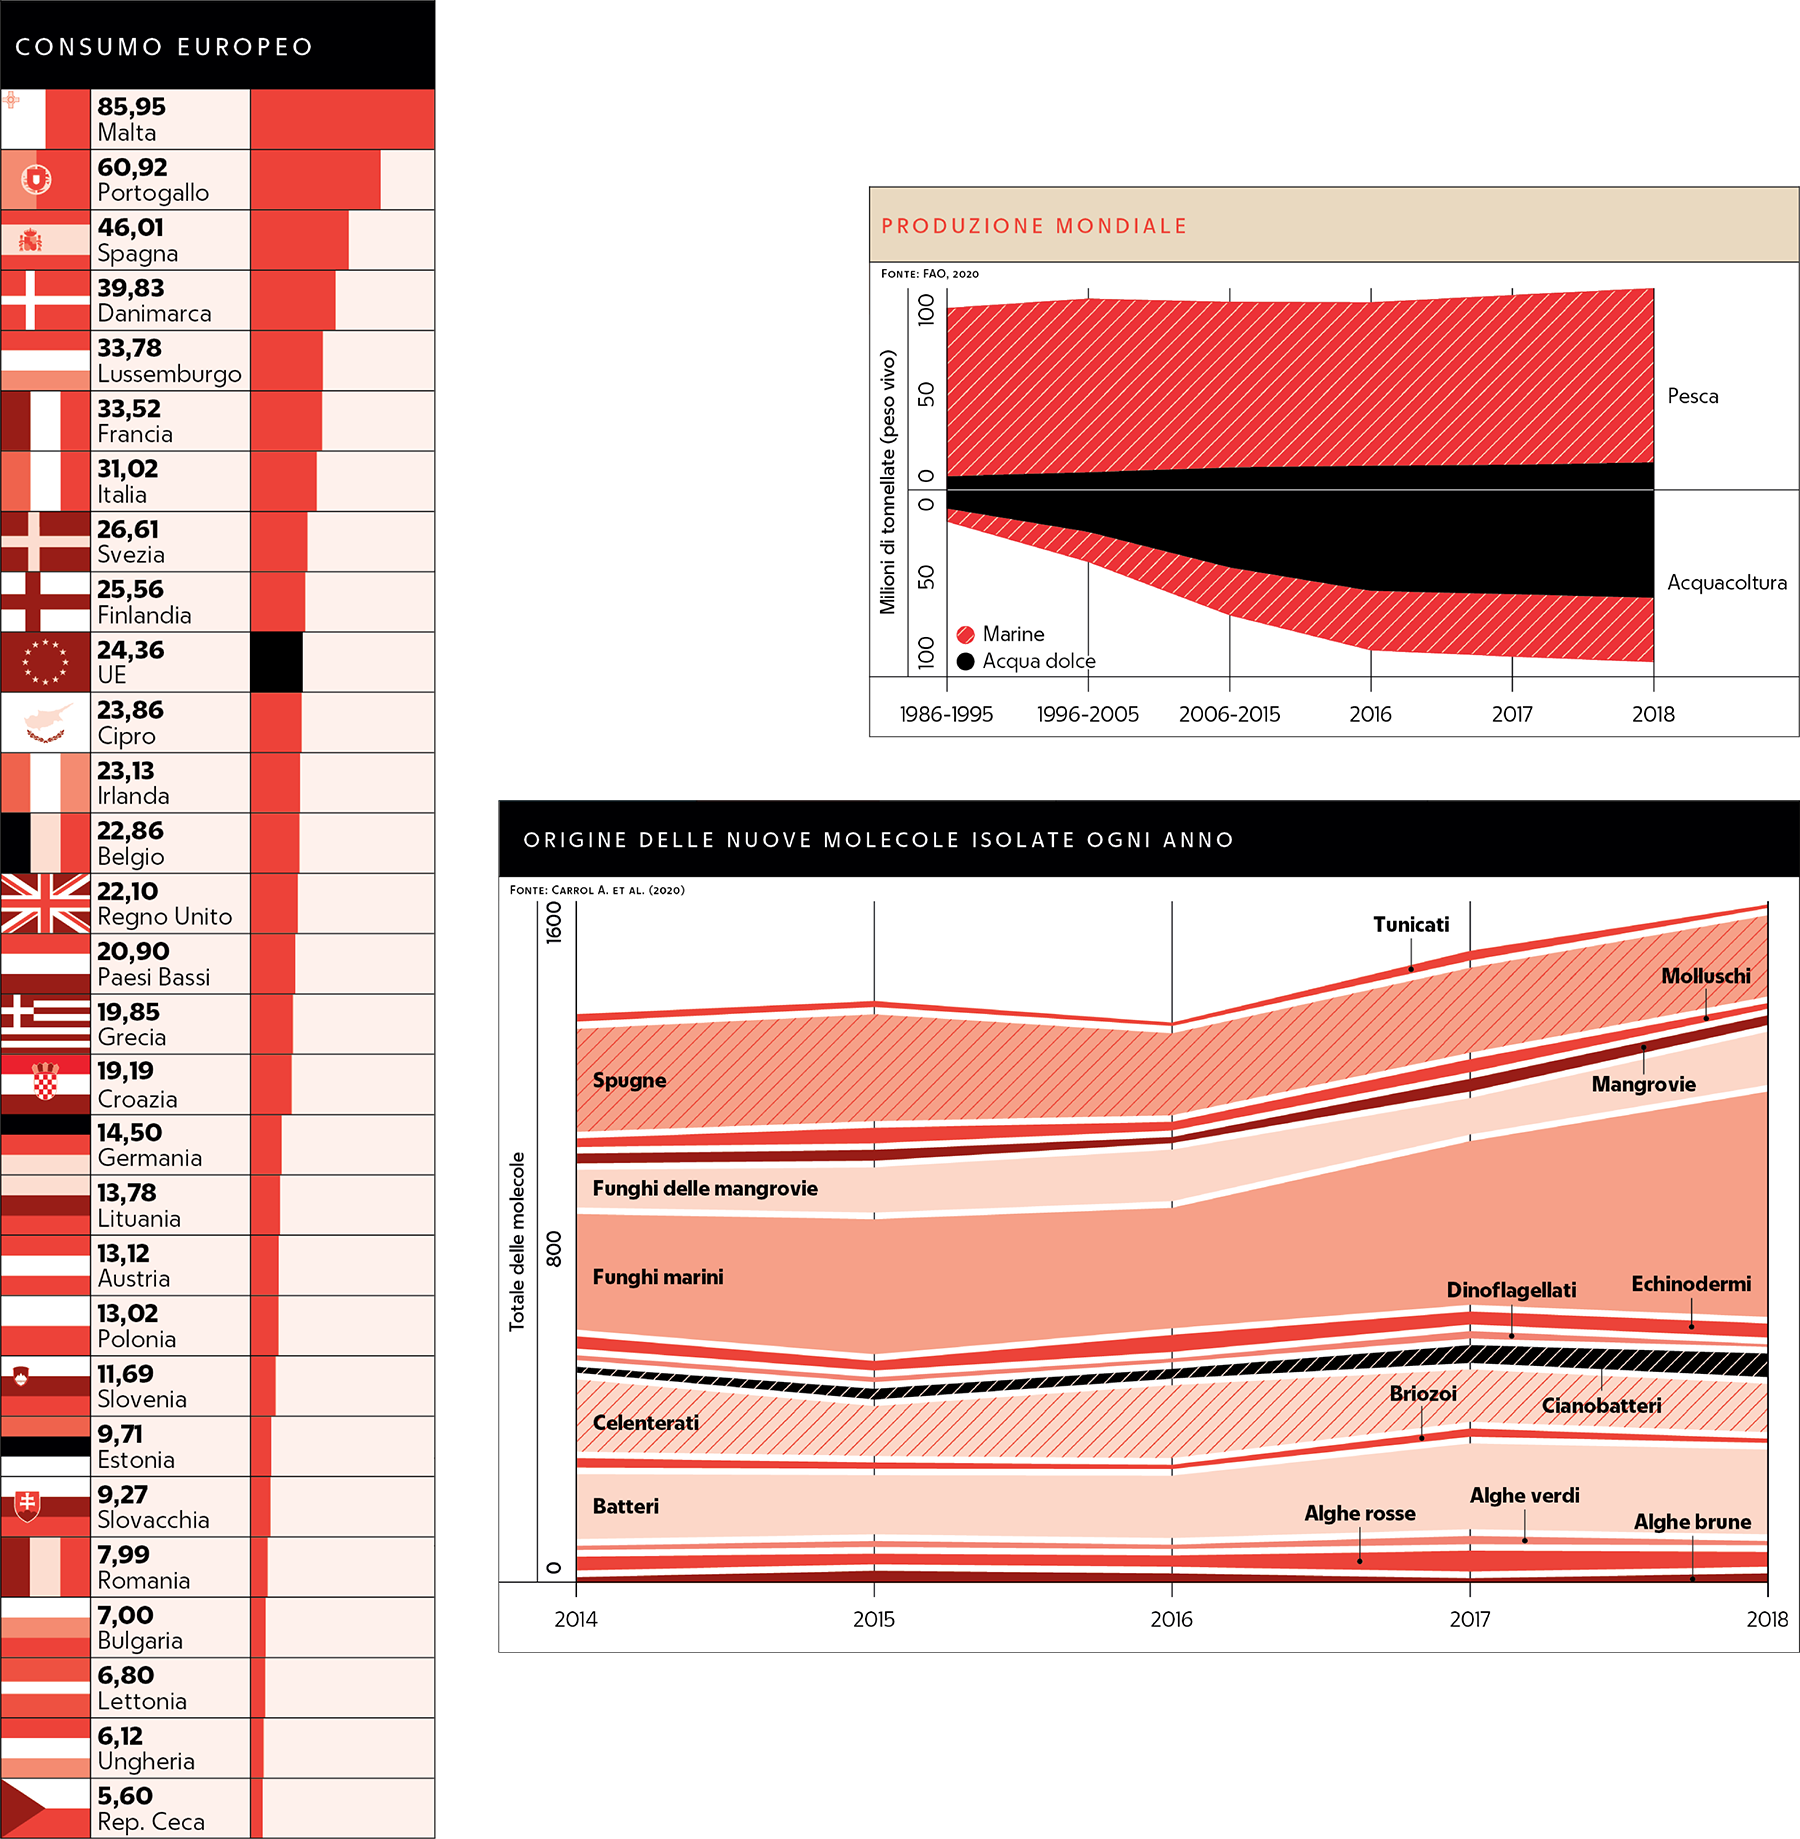 CONSUMO EUROPEO
85,95
Malta
60,92
Portogallo
46,01
Spagna
39,83
Danimarca
33,78
Lussemburgo
33,52
Francia
31,02
Italia
26,61
Svezia
25,56
Finlandia
24,36
UE
23,86
Cipro
23,13
Irlanda
22,86
Belgio
22,10
Regno Unito
20,90
Paesi Bassi
19,85
Grecia
19,19
Croazia
14,50
Germania
13,78
Lituania
13,12
Austria
13,02
Polonia
11,69
Slovenia
9,71
Estonia
9,27
Slovacchia
7,99
Romania
7,00
Bulgaria
6,80
Lettonia
6,12
Ungheria
5,60
Rep. Ceca
PRODUZIONE MONDIALE
Fonte: FAO, 2020
Milioni di tonnellate (peso vivo)
100
50
0
0
50
100
Pesca
Acquacoltura
Marine
Acqua dolce
1986-1995
1996-2005
2006-2015
2016
2017
2018
ORIGINE DELLE NUOVE MOLECOLE ISOLATE OGNI ANNO
Fonte: Carrol A. et al. (2020)
Totale delle molecole
1600
800
0
Tunicati
Molluschi
Spugne
Mangrovie
Funghi delle mangrovie
Funghi marini
Dinoflagellati
Echinodermi
Briozoi
Cianobatteri
Celenterati
Batteri
Alghe rosse
Alghe verdi
Alghe brune
2014
2015
2016
2017
2018